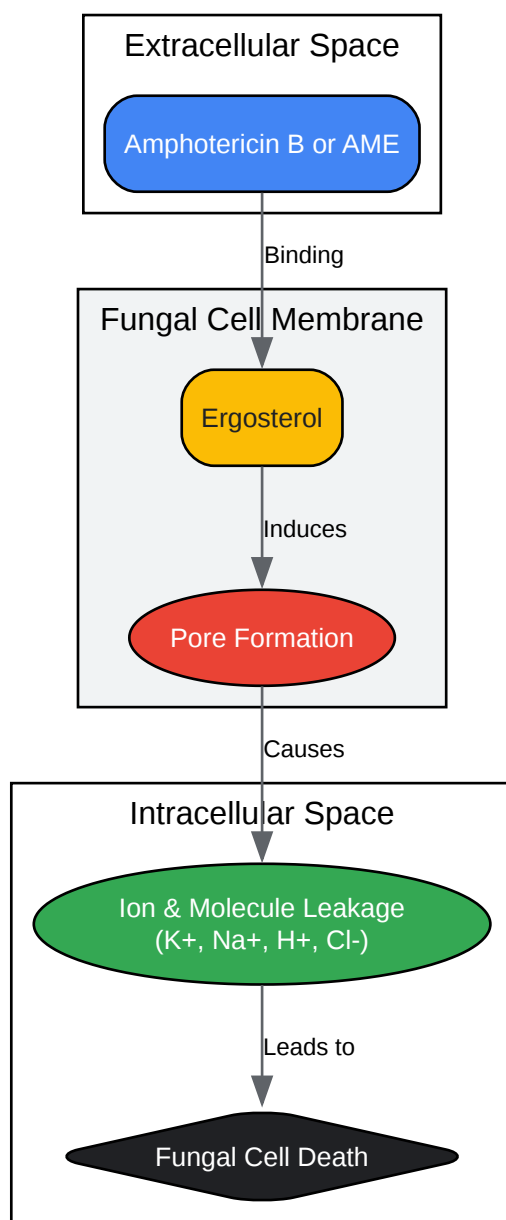 Extracellular Space
Amphotericin B or AME
Binding
Fungal Cell Membrane
Ergosterol
Induces
Pore Formation
Causes
Intracellular Space
Ion & Molecule Leakage
(K+, Na+, H+, Cl-)
Leads to
Fungal Cell Death